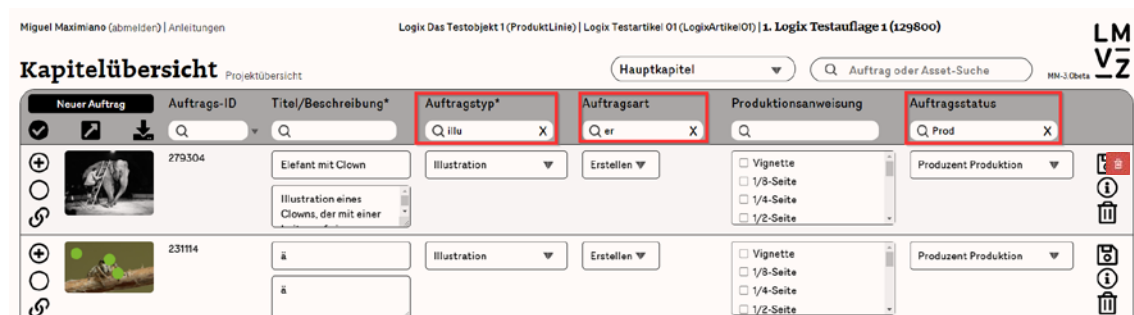 Miguel Maximiano (abmelden) | Anleitungen
Logix Das Testobjekt 1 (ProduktLinie) | Logix Testartikel 01 (LogixArtikel01) | 1. Logix Testauflage 1 (129800)
LM
VZ
Kapitelübersicht Projektübersicht
Hauptkapitel
Auftrag oder Asset-Suche
MM-3.0beta
Neuer Auftrag
Auftrags-ID
Titel/Beschreibung*
Auftragstyp*
Auftragsart
Produktionsanweisung
Auftragsstatus
illu X
er X
Prod X
279304
Elefant mit Clown
Illustration
Erstellen
Vignette
1/8-Seite
1/4-Seite
1/2-Seite
Produzent Produktion
Illustration eines
Clowns, der mit einer
231114
ä
Illustration
Erstellen
Vignette
1/8-Seite
1/4-Seite
1/2-Seite
Produzent Produktion
ä